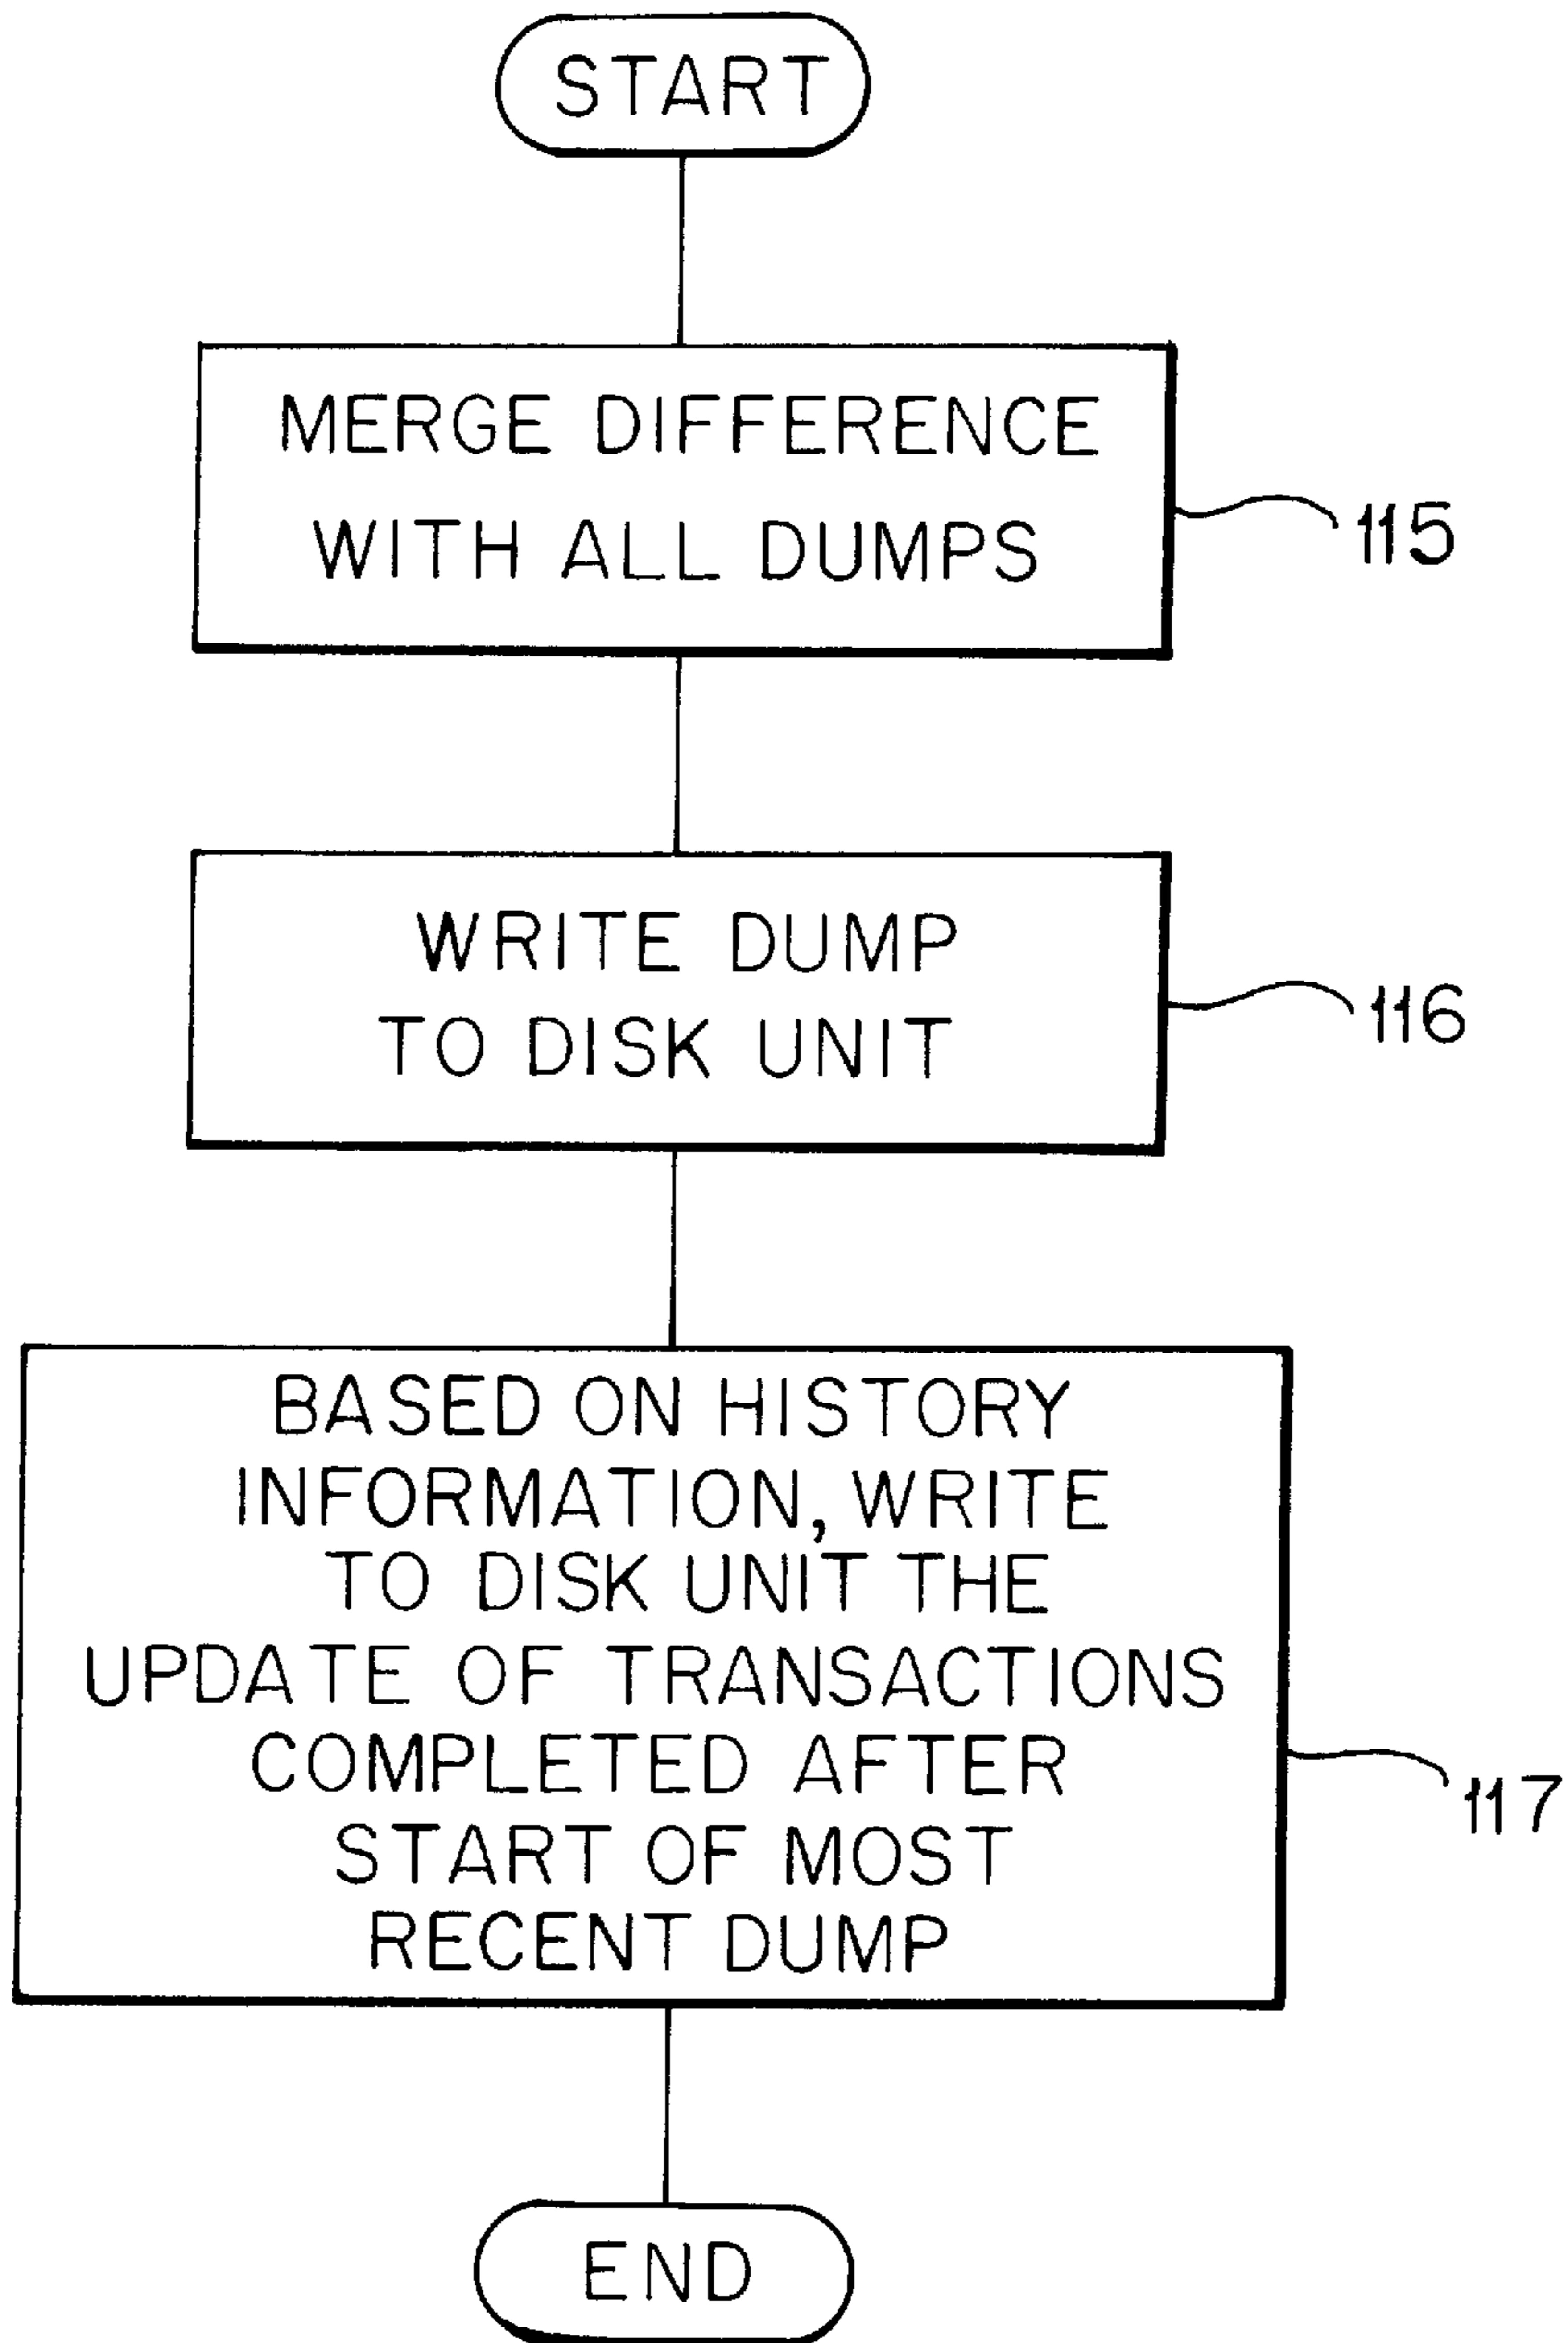 START
MERGE DIFFERENCE
WITH ALL DUMPS
115
WRITE DUMP
TO DISK UNIT
116
BASED ON HISTORY
INFORMATION, WRITE
TO DISK UNIT THE
UPDATE OF TRANSACTIONS
COMPLETED AFTER
START OF MOST
RECENT DUMP
117
END